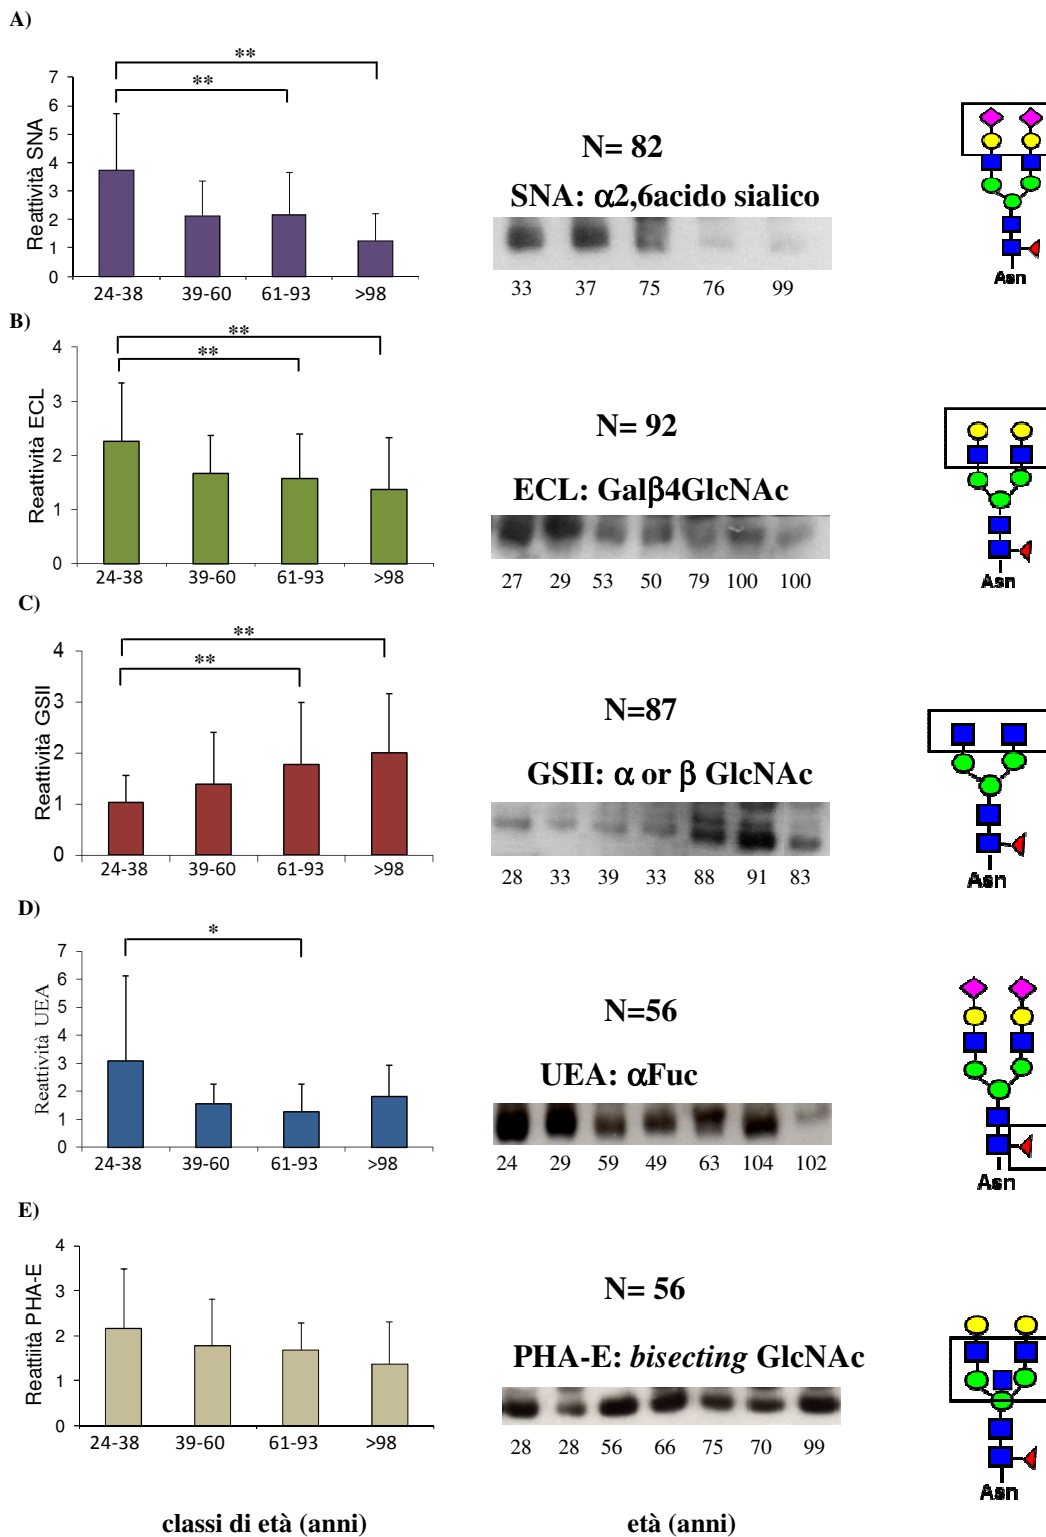 A)
**
**
7
6
5
4
3
2
1
0
Reattività SNA
24-38 39-60 61-93 >98
N= 82
SNA: α2,6acido sialico
33 37 75 76 99
Asn
B)
**
**
4
3
2
1
0
Reattività ECL
24-38 39-60 61-93 >98
N= 92
ECL: Galβ4GlcNAc
27 29 53 50 79 100 100
Asn
C)
**
**
4
3
2
1
0
Reattività GSII
24-38 39-60 61-93 >98
N=87
GSII: α or β GlcNAc
28 33 39 33 88 91 83
Asn
D)
*
7
6
5
4
3
2
1
0
Reattività UEA
24-38 39-60 61-93 >98
N=56
UEA: αFuc
24 29 59 49 63 104 102
Asn
E)
4
3
2
1
0
Reattiità PHA-E
24-38 39-60 61-93 >98
N= 56
PHA-E: bisecting GlcNAc
28 28 56 66 75 70 99
Asn
classi di età (anni)
età (anni)